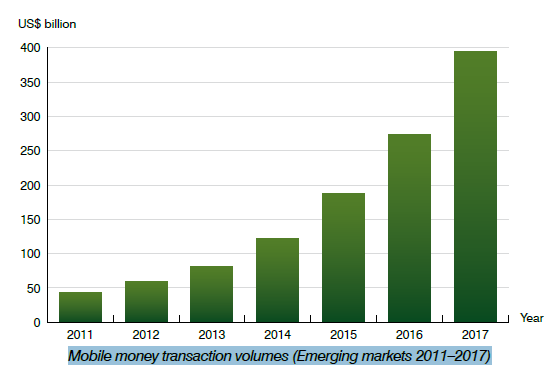 US$ billion
400
350
300
250
200
150
100
50
0
Year
2011 2012 2013 2014 2015 2016 2017
Mobile money transaction volumes (Emerging markets 2011–2017)